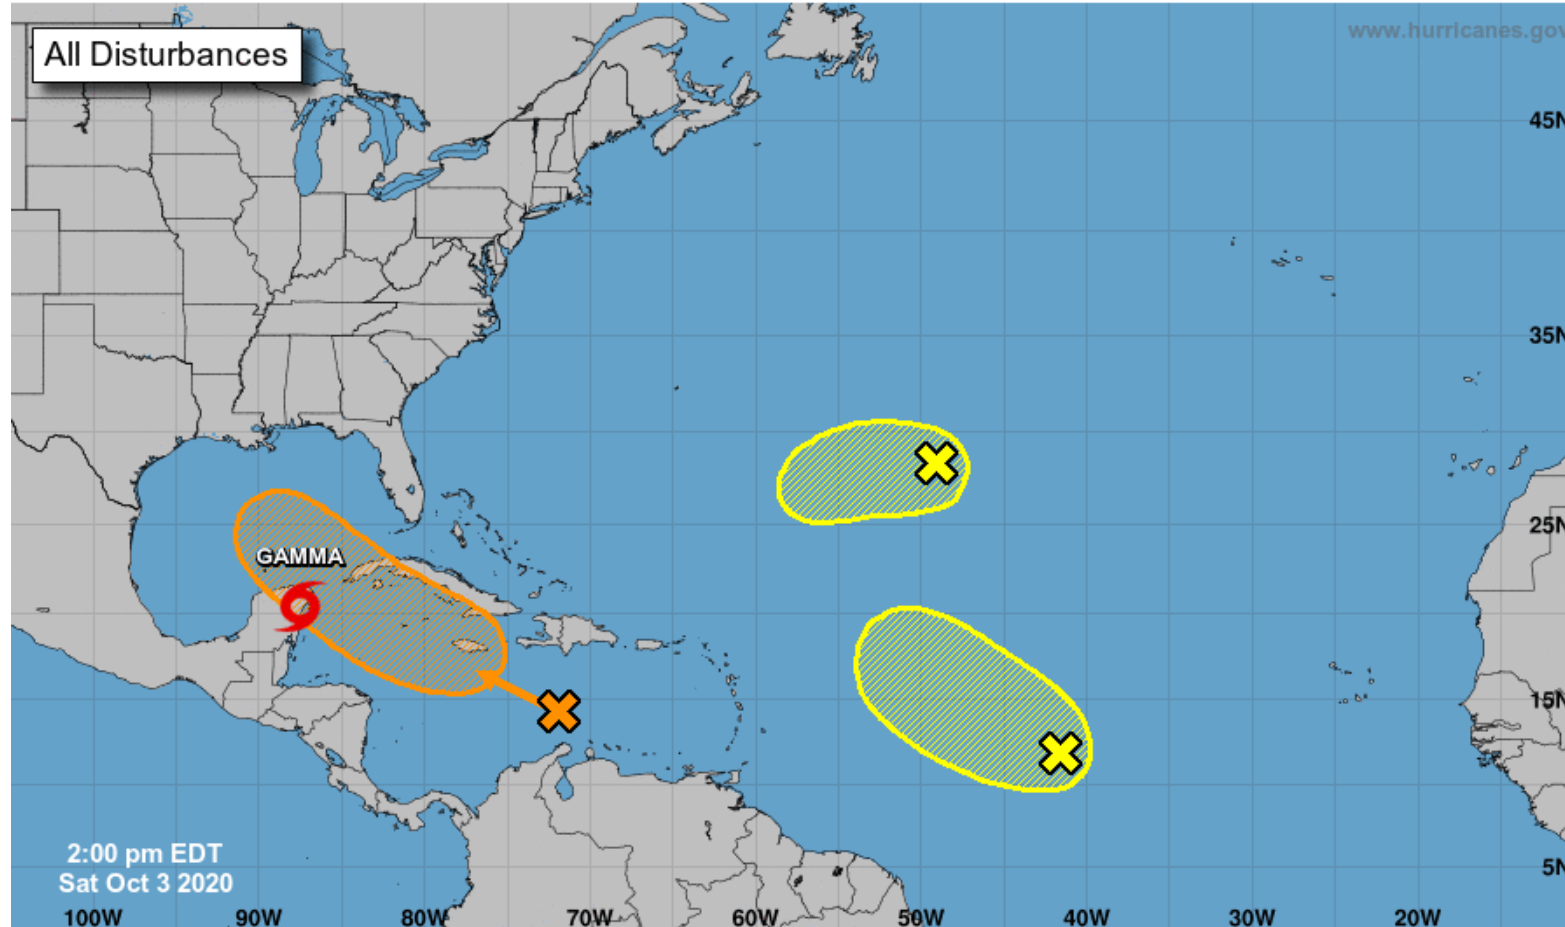 All Disturbances
www.hurricanes.gov
45N
35N
25N
GAMMA
15N
2:00 pm EDT
Sat Oct 3 2020
5N
100W 90W 80W 70W 60W 50W 40W 30W 20W